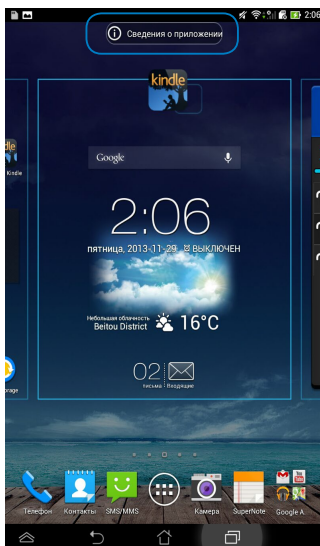 2:06
Сведения о приложении
kindle
Kindle
Google
2:06
пятница, 2013-11-29 ВЫКЛЮЧЕН
Небольшая облачность
Beitou District
16°C
02
письма
Входящие
orage
Телефон
Контакты
SMS/MMS
Камера
SuperNote
Google A.